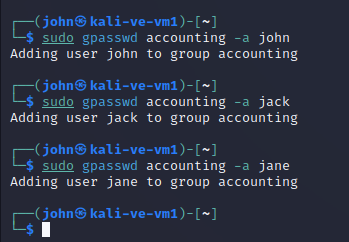 ┌──(john㉿kali-ve-vm1)-[~]
└─$ sudo gpasswd accounting -a john
Adding user john to group accounting
┌──(john㉿kali-ve-vm1)-[~]
└─$ sudo gpasswd accounting -a jack
Adding user jack to group accounting
┌──(john㉿kali-ve-vm1)-[~]
└─$ sudo gpasswd accounting -a jane
Adding user jane to group accounting
┌──(john㉿kali-ve-vm1)-[~]
└─$